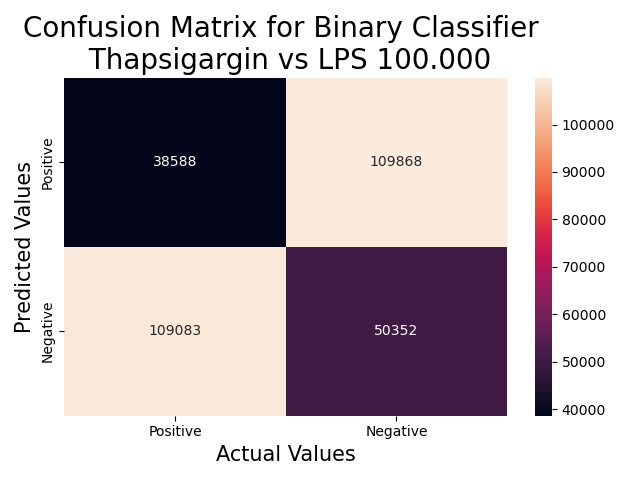 Confusion Matrix for Binary Classifier
Thapsigargin vs LPS 100.000
Predicted Values
Positive
Negative
38588
109868
109083
50352
Positive
Negative
Actual Values
100000
90000
80000
70000
60000
50000
40000